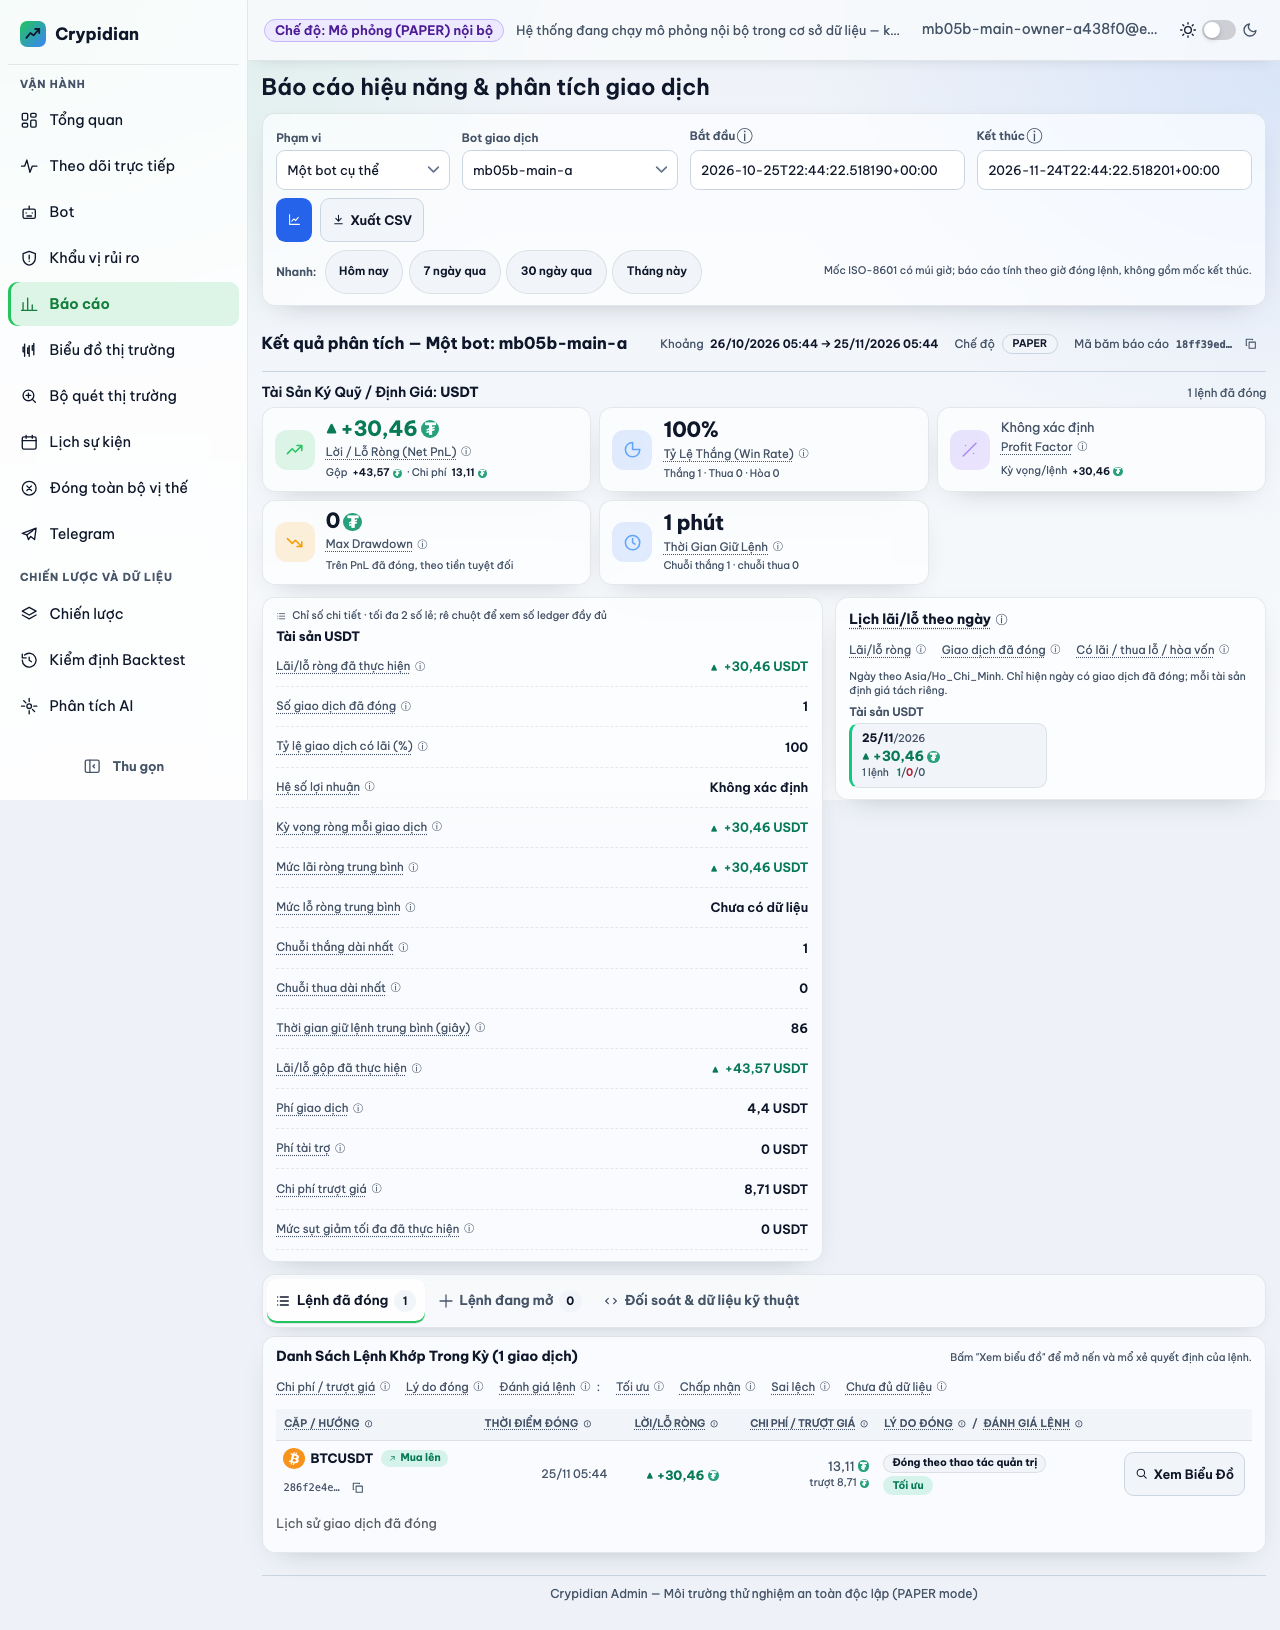 Crypidian
VẬN HÀNH
Tổng quan
Theo dõi trực tiếp
Bot
Khẩu vị rủi ro
Báo cáo
Biểu đồ thị trường
Bộ quét thị trường
Lịch sự kiện
Đóng toàn bộ vị thế
Telegram
CHIẾN LƯỢC VÀ DỮ LIỆU
Chiến lược
Kiểm định Backtest
Phân tích AI
Thu gọn
Chế độ: Mô phỏng (PAPER) nội bộ
Hệ thống đang chạy mô phỏng nội bộ trong cơ sở dữ liệu — k...
mb05b-main-owner-a438f0@e...
Báo cáo hiệu năng & phân tích giao dịch
Phạm vi
Bot giao dịch
Bắt đầu
Kết thúc
Một bot cụ thể
mb05b-main-a
2026-10-25T22:44:22.518190+00:00
2026-11-24T22:44:22.518201+00:00
Xuất CSV
Nhanh:
Hôm nay
7 ngày qua
30 ngày qua
Tháng này
Mốc ISO-8601 có múi giờ; báo cáo tính theo giờ đóng lệnh, không gồm mốc kết thúc.
Kết quả phân tích — Một bot: mb05b-main-a
Khoảng 26/10/2026 05:44 → 25/11/2026 05:44
Chế độ PAPER
Mã băm báo cáo 18ff39ed…
Tài Sản Ký Quỹ / Định Giá: USDT
1 lệnh đã đóng
▲ +30,46
Lời / Lỗ Ròng (Net PnL)
Gộp +43,57 · Chi phí 13,11
100%
Tỷ Lệ Thắng (Win Rate)
Thắng 1 · Thua 0 · Hòa 0
Không xác định
Profit Factor
Kỳ vọng/lệnh +30,46
0
Max Drawdown
Trên PnL đã đóng, theo tiền tuyệt đối
1 phút
Thời Gian Giữ Lệnh
Chuỗi thắng 1 · chuỗi thua 0
Chỉ số chi tiết · tối đa 2 số lẻ; rê chuột để xem số ledger đầy đủ
Tài sản USDT
Lãi/lỗ ròng đã thực hiện ▲ +30,46 USDT
Số giao dịch đã đóng 1
Tỷ lệ giao dịch có lãi (%) 100
Hệ số lợi nhuận Không xác định
Kỳ vọng ròng mỗi giao dịch ▲ +30,46 USDT
Mức lãi ròng trung bình ▲ +30,46 USDT
Mức lỗ ròng trung bình Chưa có dữ liệu
Chuỗi thắng dài nhất 1
Chuỗi thua dài nhất 0
Thời gian giữ lệnh trung bình (giây) 86
Lãi/lỗ gộp đã thực hiện ▲ +43,57 USDT
Phí giao dịch 4,4 USDT
Phí tài trợ 0 USDT
Chi phí trượt giá 8,71 USDT
Mức sụt giảm tối đa đã thực hiện 0 USDT
Lịch lãi/lỗ theo ngày
Lãi/lỗ ròng Giao dịch đã đóng Có lãi / thua lỗ / hòa vốn
Ngày theo Asia/Ho_Chi_Minh. Chỉ hiện ngày có giao dịch đã đóng; mỗi tài sản
định giá tách riêng.
Tài sản USDT
25/11/2026
▲ +30,46
1 lệnh 1/0/0
Lệnh đã đóng 1
Lệnh đang mở 0
Đối soát & dữ liệu kỹ thuật
Danh Sách Lệnh Khớp Trong Kỳ (1 giao dịch)
Bấm "Xem biểu đồ" để mở nến và mổ xẻ quyết định của lệnh.
Chi phí / trượt giá Lý do đóng Đánh giá lệnh : Tối ưu Chấp nhận Sai lệch Chưa đủ dữ liệu
CẶP / HƯỚNG THỜI ĐIỂM ĐÓNG LỜI/LỖ RÒNG CHI PHÍ / TRƯỢT GIÁ LÝ DO ĐÓNG / ĐÁNH GIÁ LỆNH
BTCUSDT Mua lên
286f2e4e…
25/11 05:44
▲ +30,46
13,11
trượt 8,71
Đóng theo thao tác quản trị
Tối ưu
Xem Biểu Đồ
Lịch sử giao dịch đã đóng
Crypidian Admin — Môi trường thử nghiệm an toàn độc lập (PAPER mode)